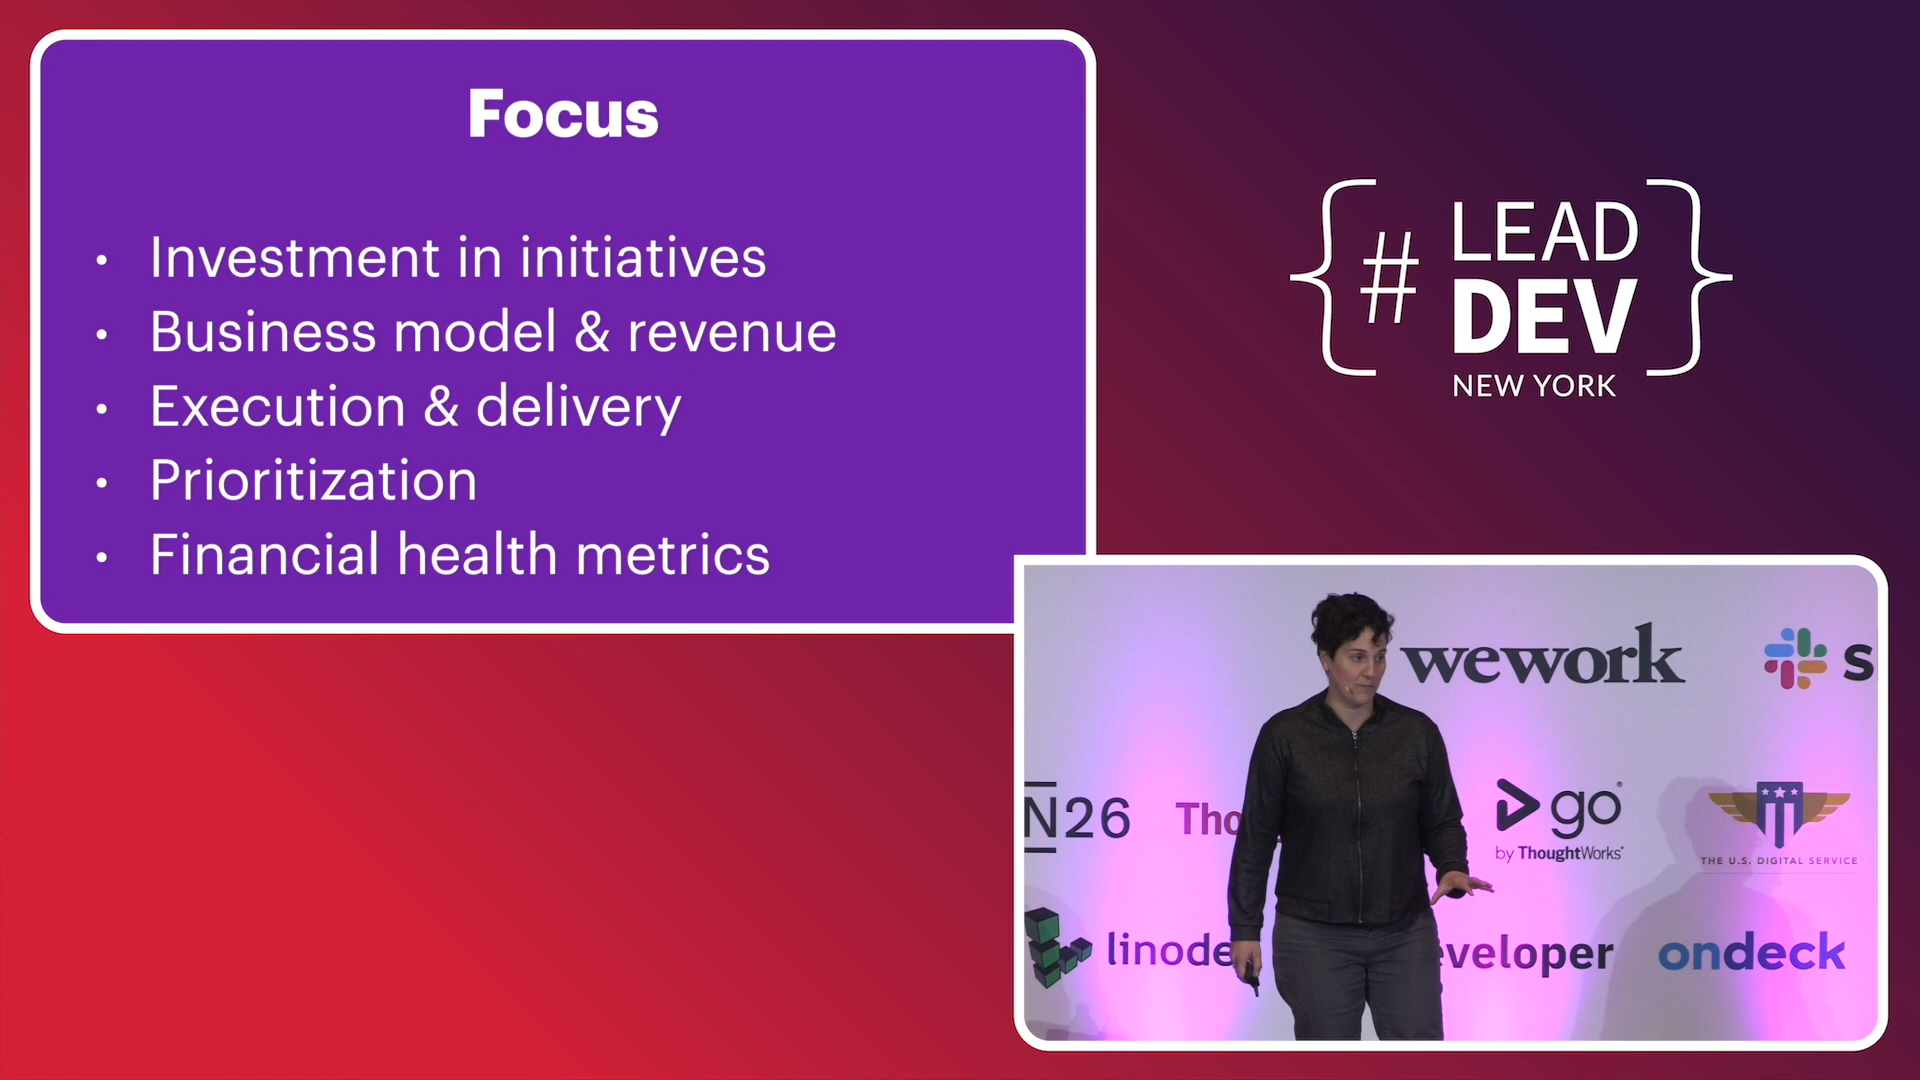 Focus
• Investment in initiatives
• Business model & revenue
• Execution & delivery
• Prioritization
• Financial health metrics
{# LEAD }
DEV
NEW YORK
wework
N26
go
by ThoughtWorks
THE U.S. DIGITAL SERVICE
linode
ondeck